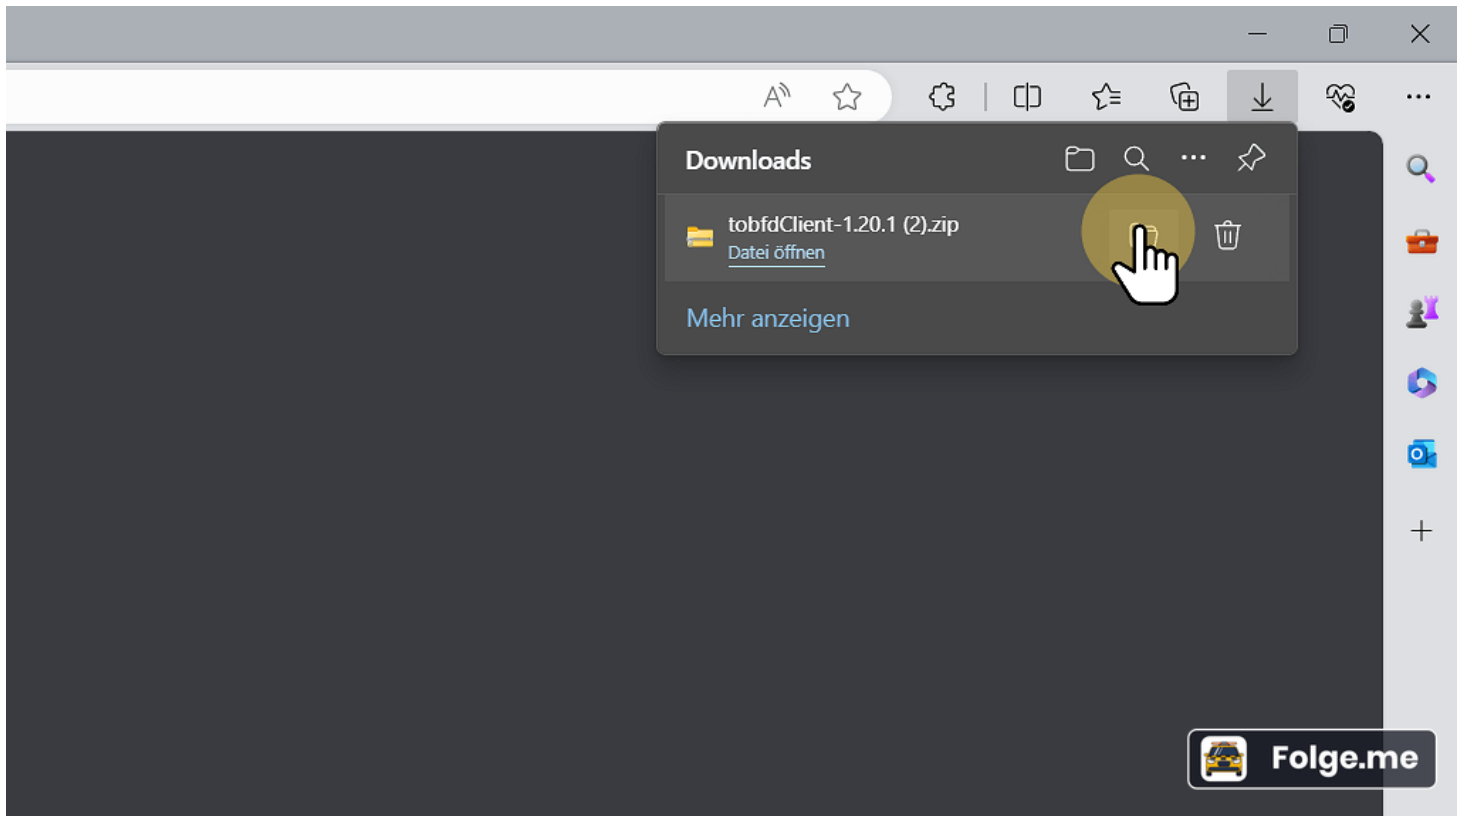 Downloads
tobfdClient-1.20.1 (2).zip
Datei öffnen
Mehr anzeigen
Folge.me